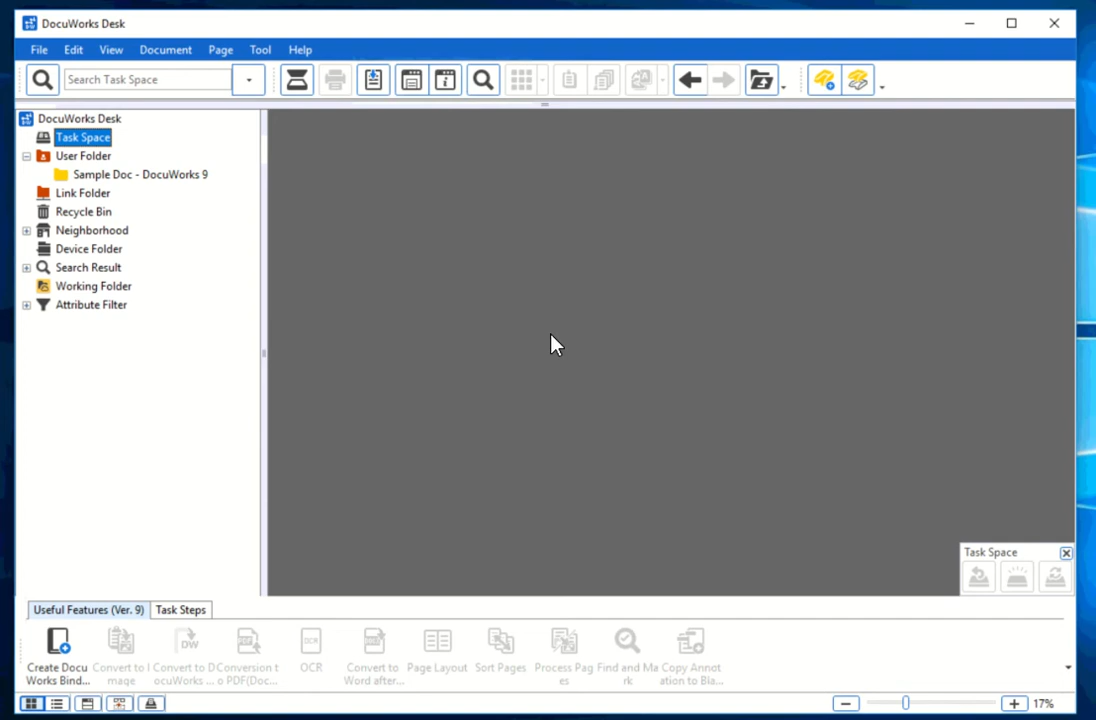 DocuWorks Desk
File Edit View Document Page Tool Help
Search Task Space
DocuWorks Desk
Task Space
User Folder
Sample Doc - DocuWorks 9
Link Folder
Recycle Bin
Neighborhood
Device Folder
Search Result
Working Folder
Attribute Filter
Task Space
Useful Features (Ver. 9) Task Steps
DW PDF OCR
Create Docu Convert to I Convert to D Conversion t OCR Convert to Page Layout Sort Pages Process Pag Find and Ma Copy Annot
Works Bind... mage ocuWorks ... o PDF(Doc... Word after... es rk ation to Bla...
17%